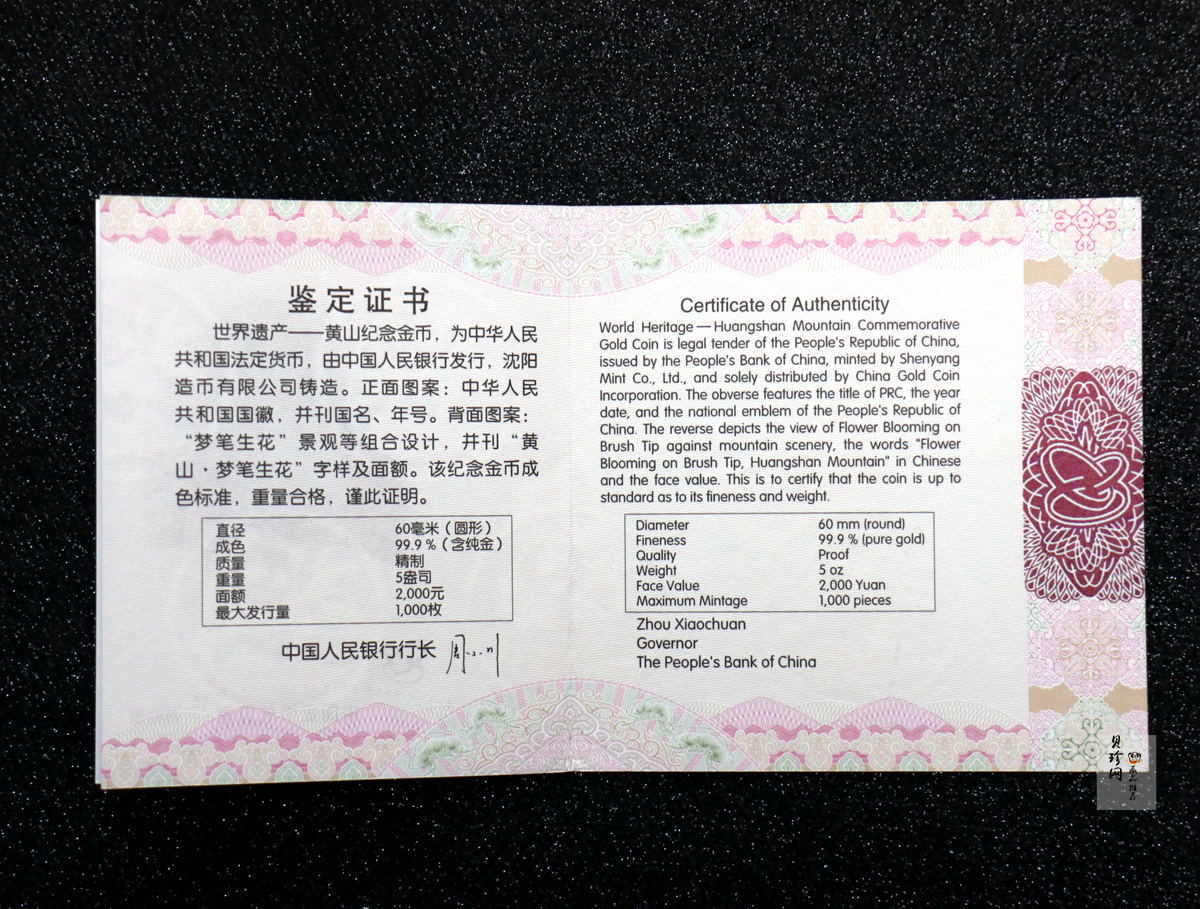 鉴定证书
世界遗产——黄山纪念金币，为中华人民
共和国法定货币，由中国人民银行发行，沈阳
造币有限公司铸造。正面图案：中华人民
共和国国徽，并刊国名、年号。背面图案：
“梦笔生花”景观等组合设计，并刊“黄
山·梦笔生花”字样及面额。该纪念金币成
色标准，重量合格，谨此证明。
直径 60毫米（圆形）
成色 99.9％（含纯金）
质量 精制
重量 5盎司
面额 2,000元
最大发行量 1,000枚
中国人民银行行长 周小川
Certificate of Authenticity
World Heritage — Huangshan Mountain Commemorative
Gold Coin is legal tender of the People's Republic of China,
issued by the People's Bank of China, minted by Shenyang
Mint Co., Ltd., and solely distributed by China Gold Coin
Incorporation. The obverse features the title of PRC, the year
date, and the national emblem of the People's Republic of
China. The reverse depicts the view of Flower Blooming on
Brush Tip against mountain scenery, the words "Flower
Blooming on Brush Tip, Huangshan Mountain" in Chinese
and the face value. This is to certify that the coin is up to
standard as to its fineness and weight.
Diameter 60 mm (round)
Fineness 99.9 % (pure gold)
Quality Proof
Weight 5 oz
Face Value 2,000 Yuan
Maximum Mintage 1,000 pieces
Zhou Xiaochuan
Governor
The People's Bank of China
贝珍网